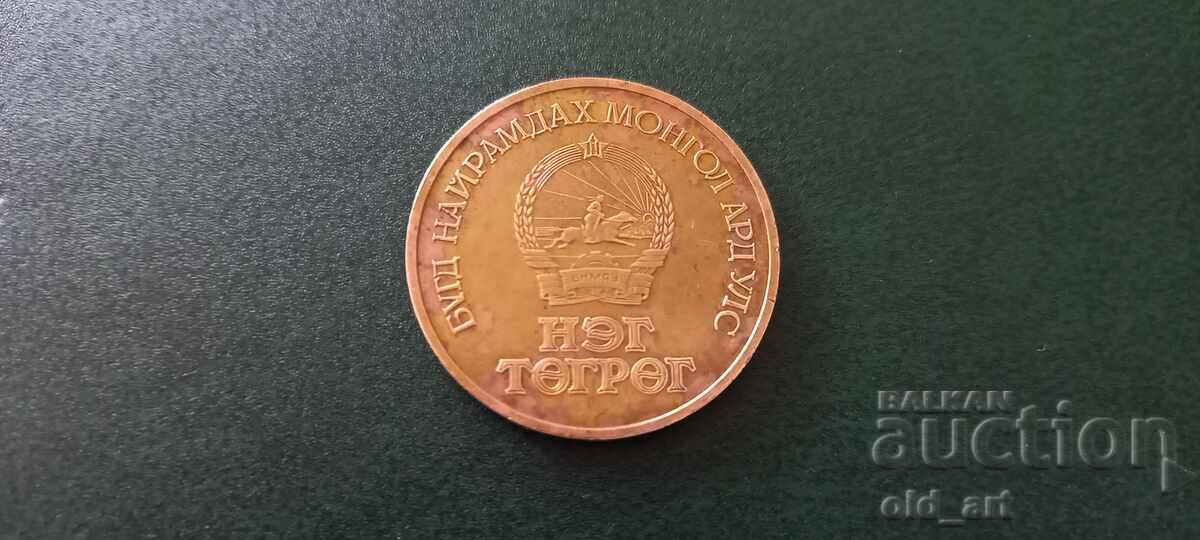 БҮГД НАЙРАМДАХ МОНГОЛ АРД УЛС
БНМАУ
НЭГ
ТӨГРӨГ
BALKAN
auction
old_art